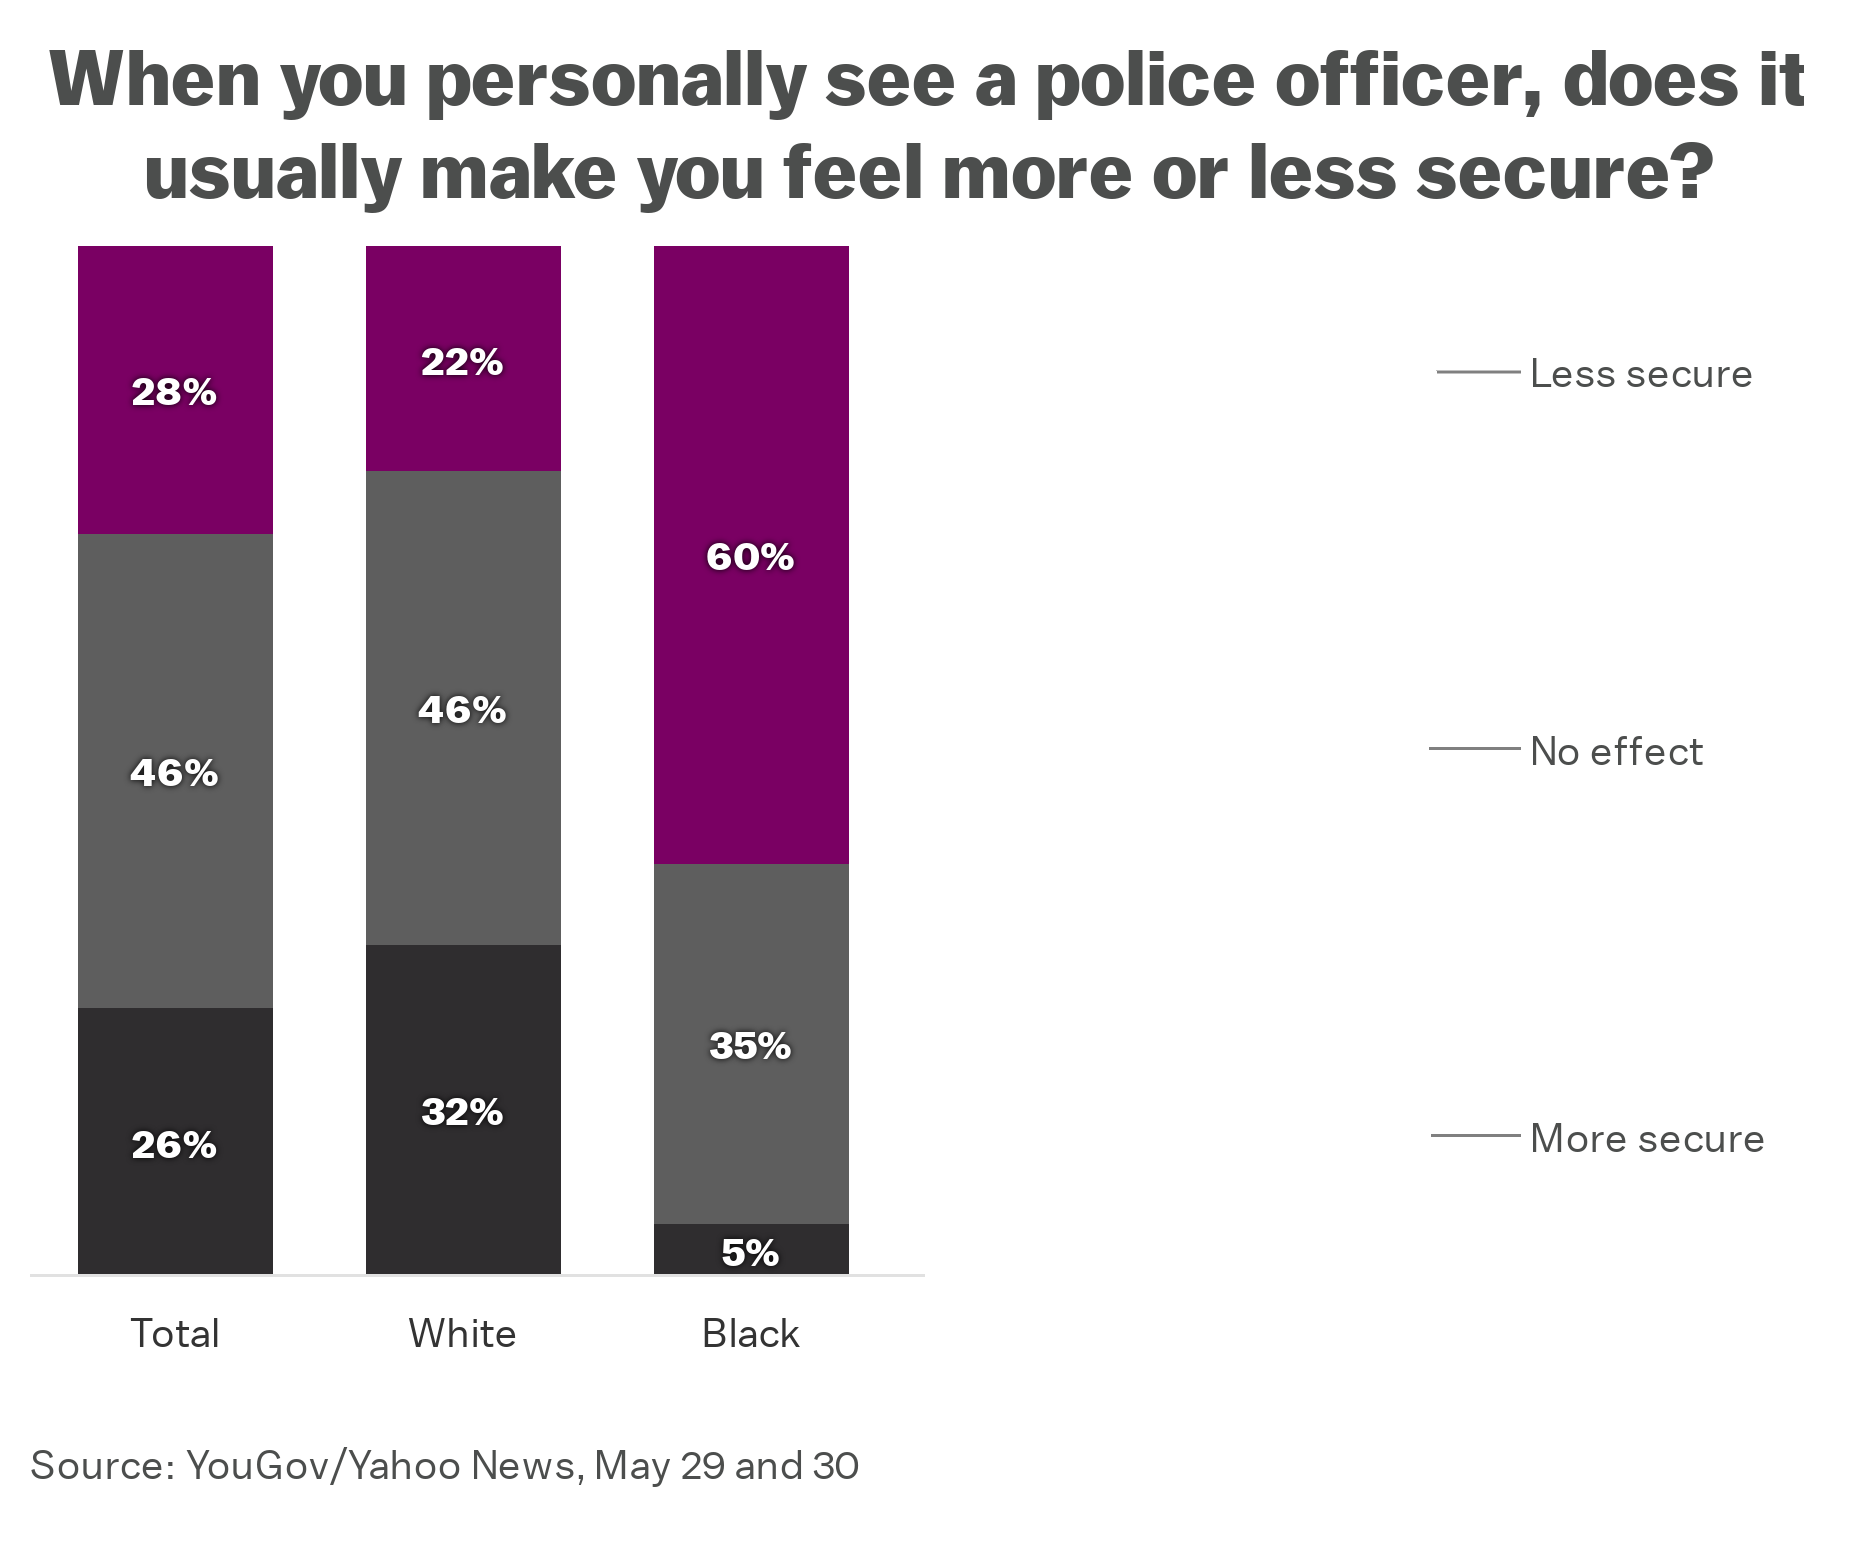 When you personally see a police officer, does it
usually make you feel more or less secure?
28%
22%
60%
Less secure
46%
46%
35%
No effect
26%
32%
5%
More secure
Total
White
Black
Source: YouGov/Yahoo News, May 29 and 30